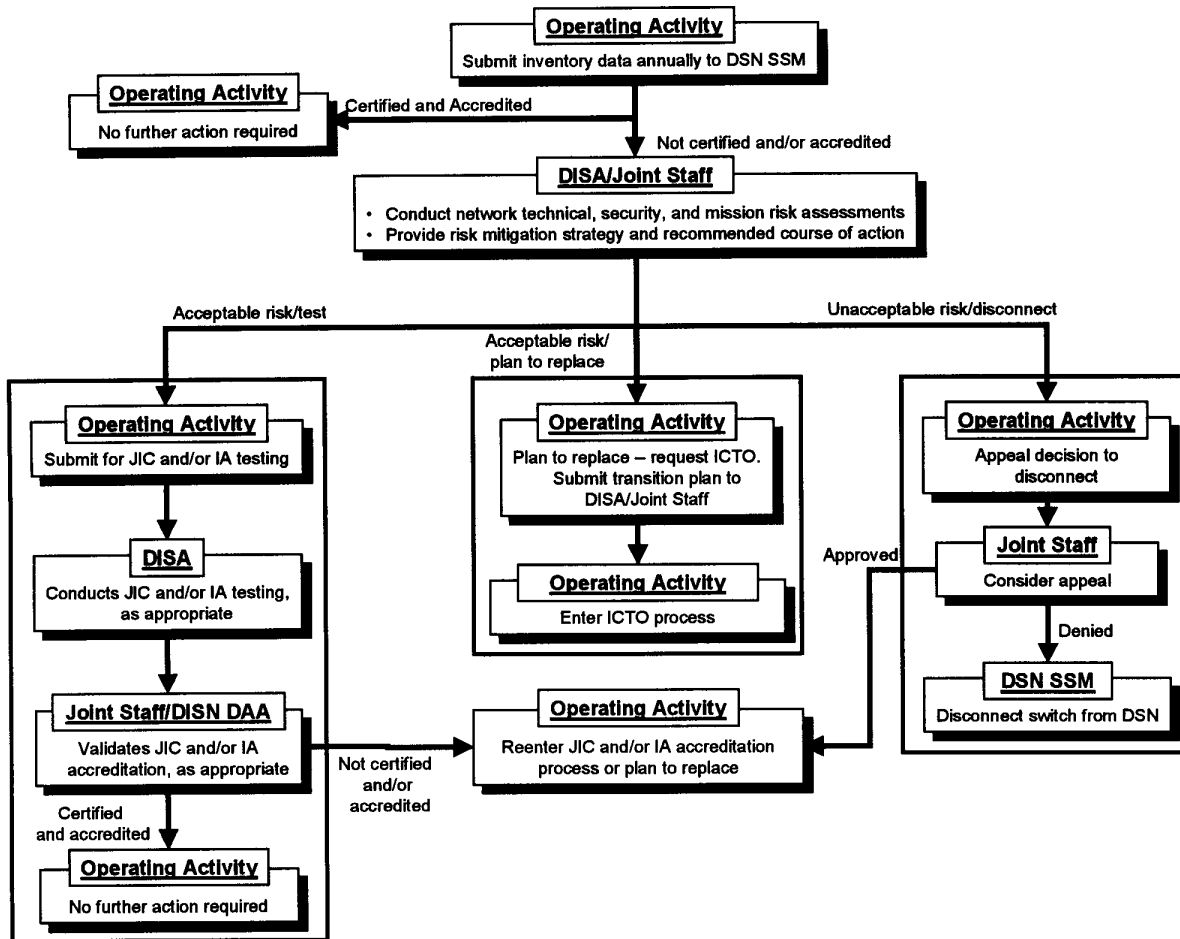 Operating Activity
Submit inventory data annually to DSN SSM
Operating Activity
No further action required
Certified and Accredited
Not certified and/or accredited
DISA/Joint Staff
• Conduct network technical, security, and mission risk assessments
• Provide risk mitigation strategy and recommended course of action
Acceptable risk/test
Acceptable risk/
plan to replace
Unacceptable risk/disconnect
Operating Activity
Submit for JIC and/or IA testing
DISA
Conducts JIC and/or IA testing,
as appropriate
Joint Staff/DISN DAA
Validates JIC and/or IA
accreditation, as appropriate
Not certified
and/or
accredited
Certified
and accredited
Operating Activity
No further action required
Operating Activity
Plan to replace – request ICTO.
Submit transition plan to
DISA/Joint Staff
Operating Activity
Enter ICTO process
Operating Activity
Reenter JIC and/or IA accreditation
process or plan to replace
Operating Activity
Appeal decision to
disconnect
Joint Staff
Consider appeal
Approved
Denied
DSN SSM
Disconnect switch from DSN